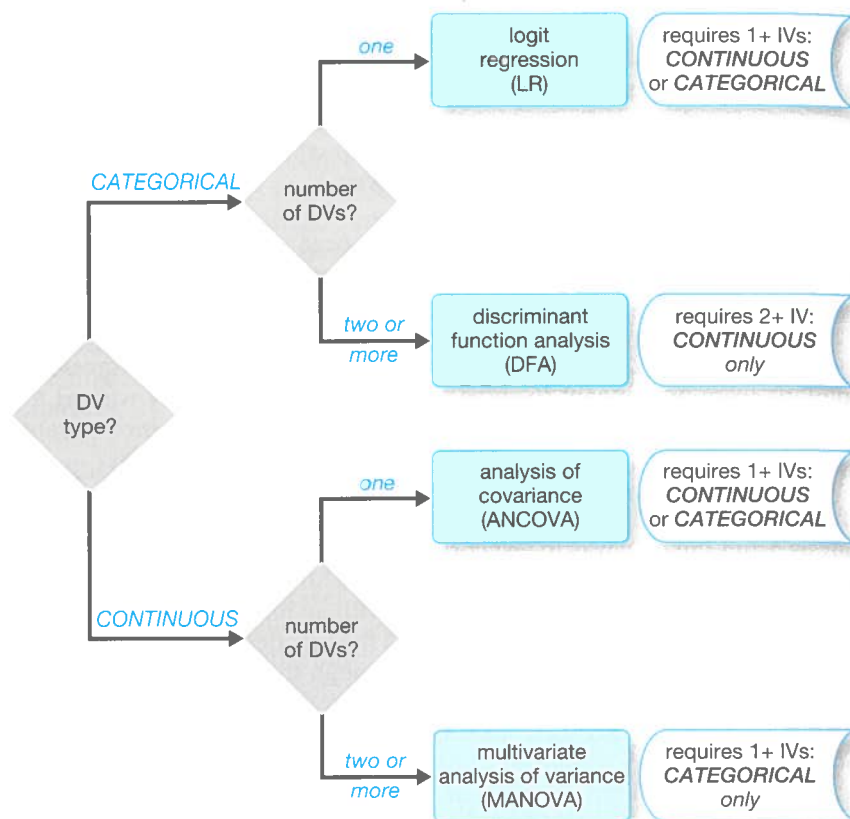 one
logit
regression
(LR)
requires 1+ IVs:
CONTINUOUS
or CATEGORICAL
CATEGORICAL
number
of DVs?
two or
more
discriminant
function analysis
(DFA)
requires 2+ IV:
CONTINUOUS
only
DV
type?
one
analysis of
covariance
(ANCOVA)
requires 1+ IVs:
CONTINUOUS
or CATEGORICAL
CONTINUOUS
number
of DVs?
two or
more
multivariate
analysis of variance
(MANOVA)
requires 1+ IVs:
CATEGORICAL
only